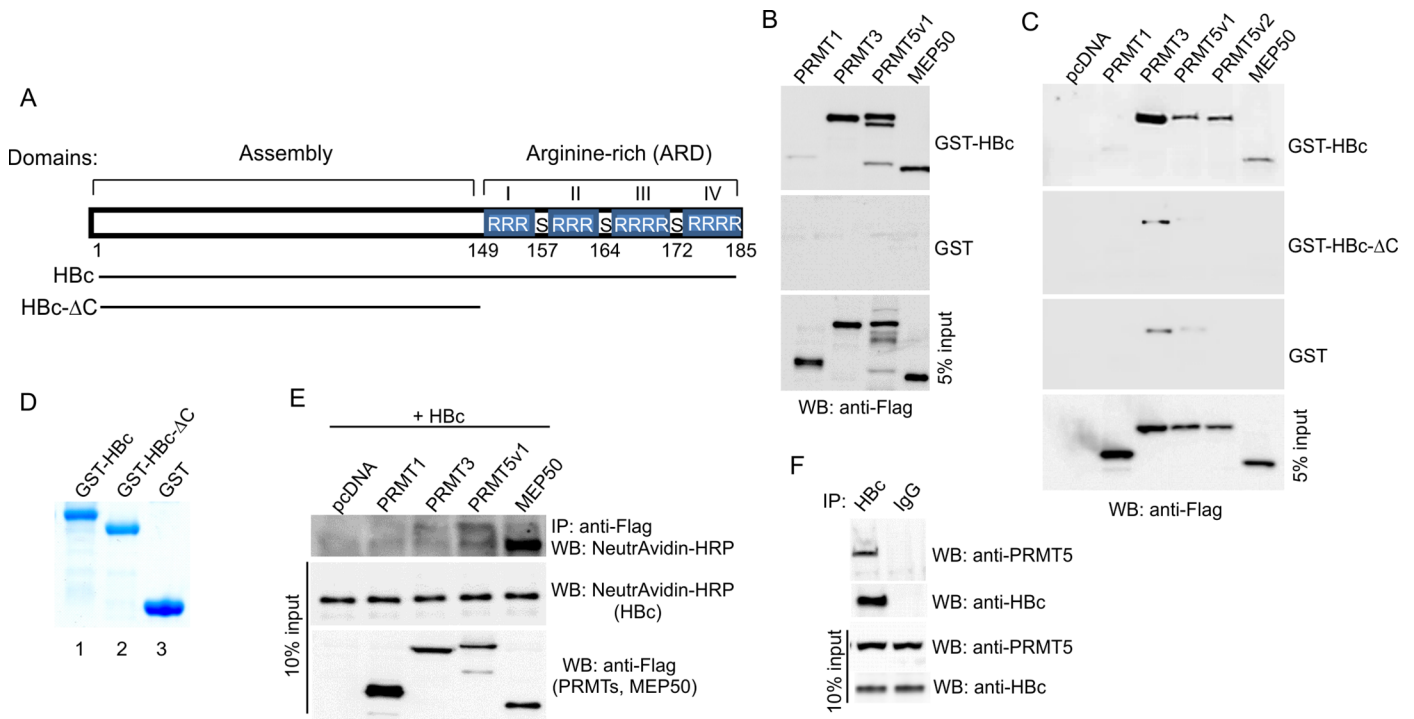 A
Domains:
Assembly
Arginine-rich (ARD)
I II III IV
RRR S RRR S RRRR S RRRR
1 149 157 164 172 185
HBc
HBc-ΔC
B
PRMT1 PRMT3 PRMT5v1 MEP50
GST-HBc
GST
5% input
WB: anti-Flag
C
pcDNA PRMT1 PRMT3 PRMT5v1 PRMT5v2 MEP50
GST-HBc
GST-HBc-ΔC
GST
5% input
WB: anti-Flag
D
GST-HBc GST-HBc-ΔC GST
1 2 3
E
+ HBc
pcDNA PRMT1 PRMT3 PRMT5v1 MEP50
IP: anti-Flag
WB: NeutrAvidin-HRP
WB: NeutrAvidin-HRP
(HBc)
10% input
WB: anti-Flag
(PRMTs, MEP50)
F
IP: HBc IgG
WB: anti-PRMT5
WB: anti-HBc
10% input
WB: anti-PRMT5
WB: anti-HBc